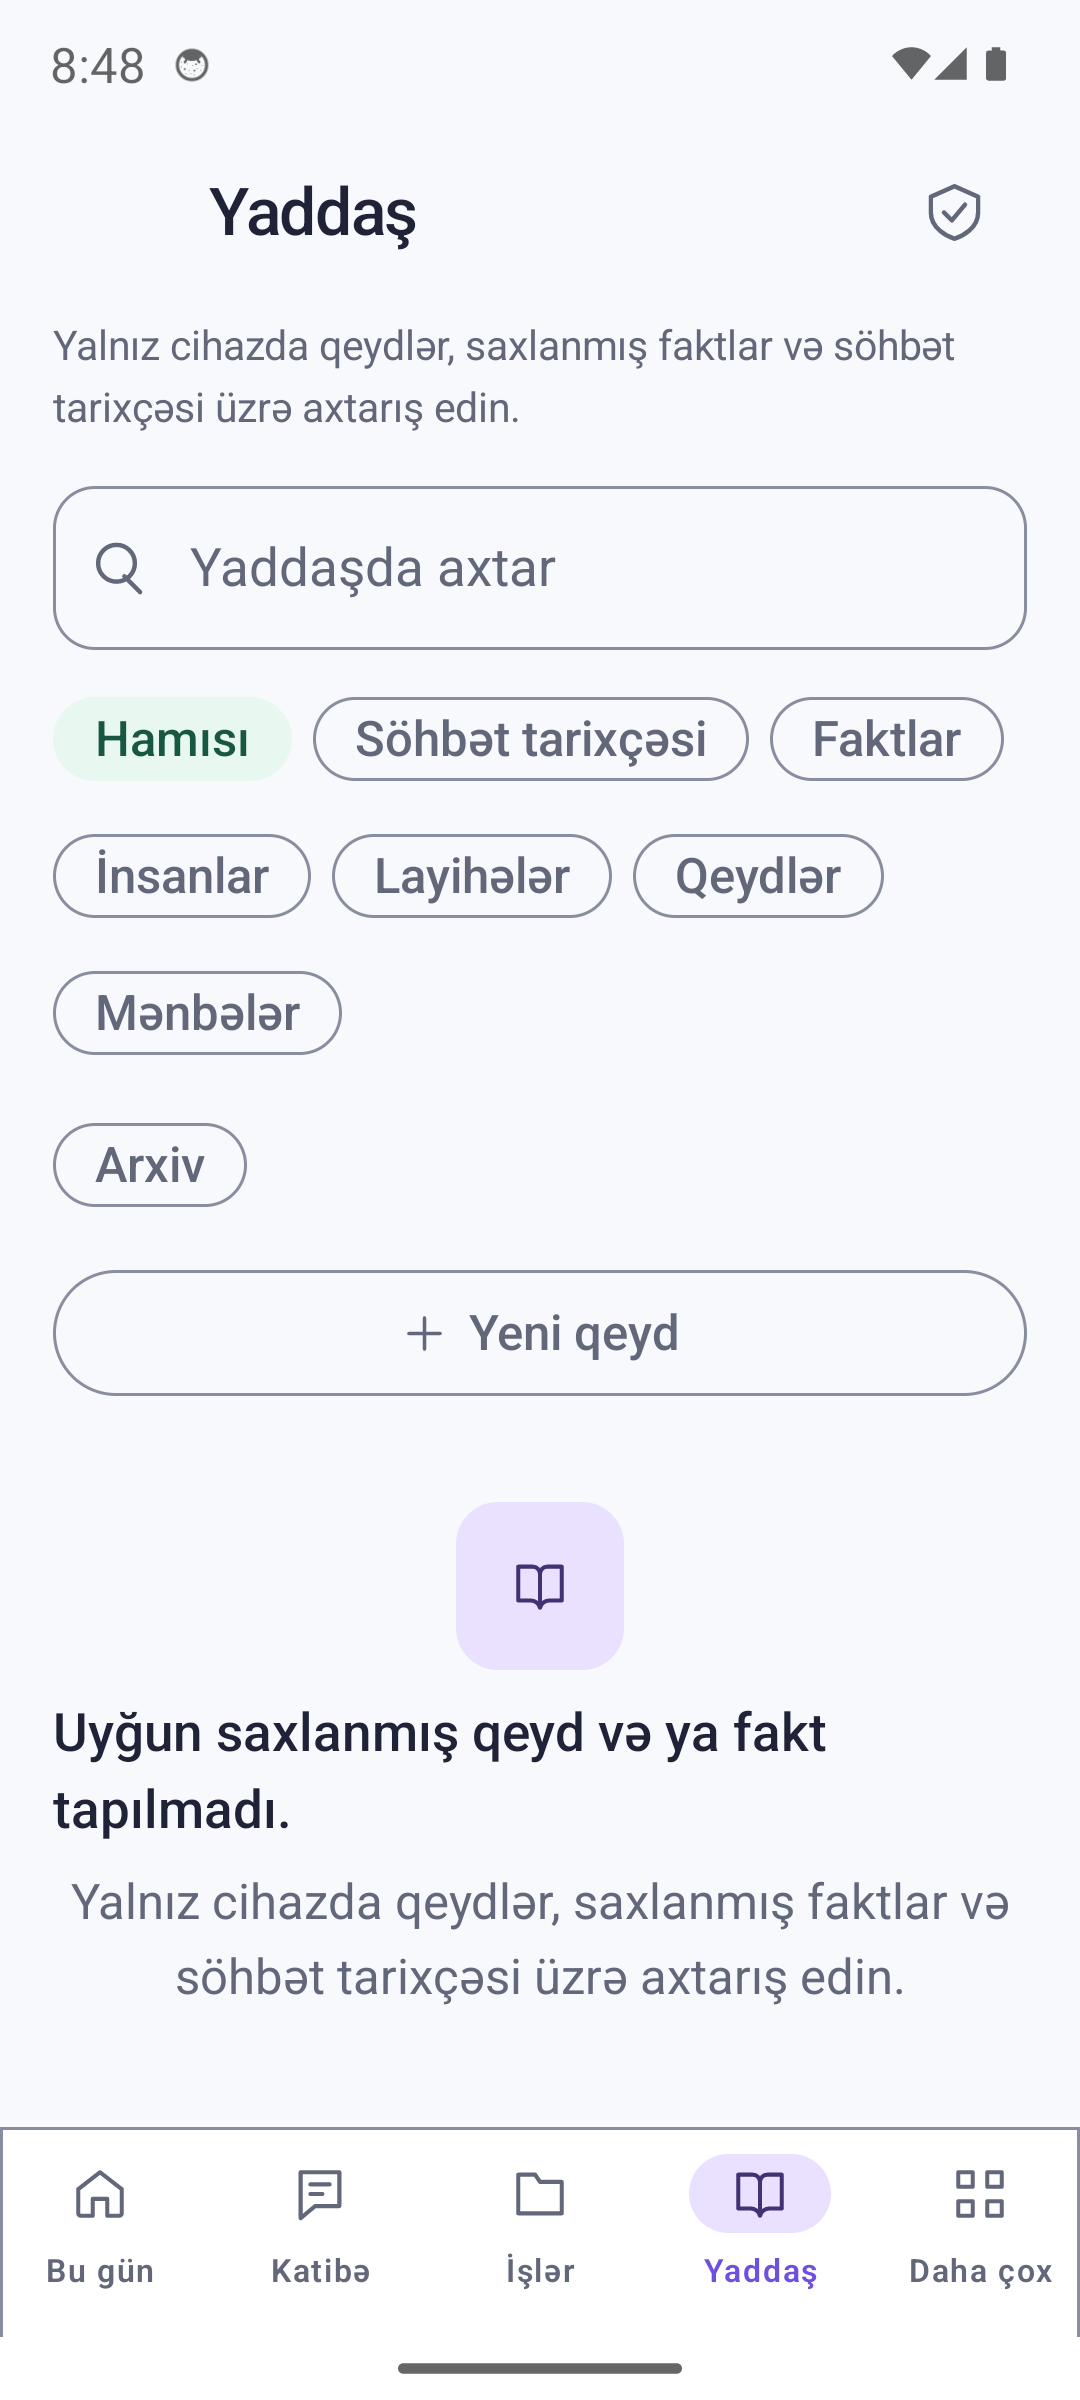 8:48
Yaddaş
Yalnız cihazda qeydlər, saxlanmış faktlar və söhbət
tarixçəsi üzrə axtarış edin.
Yaddaşda axtar
Hamısı
Söhbət tarixçəsi
Faktlar
İnsanlar
Layihələr
Qeydlər
Mənbələr
Arxiv
Yeni qeyd
Uyğun saxlanmış qeyd və ya fakt
tapılmadı.
Yalnız cihazda qeydlər, saxlanmış faktlar və
söhbət tarixçəsi üzrə axtarış edin.
Bu gün
Katibə
İşlər
Yaddaş
Daha çox